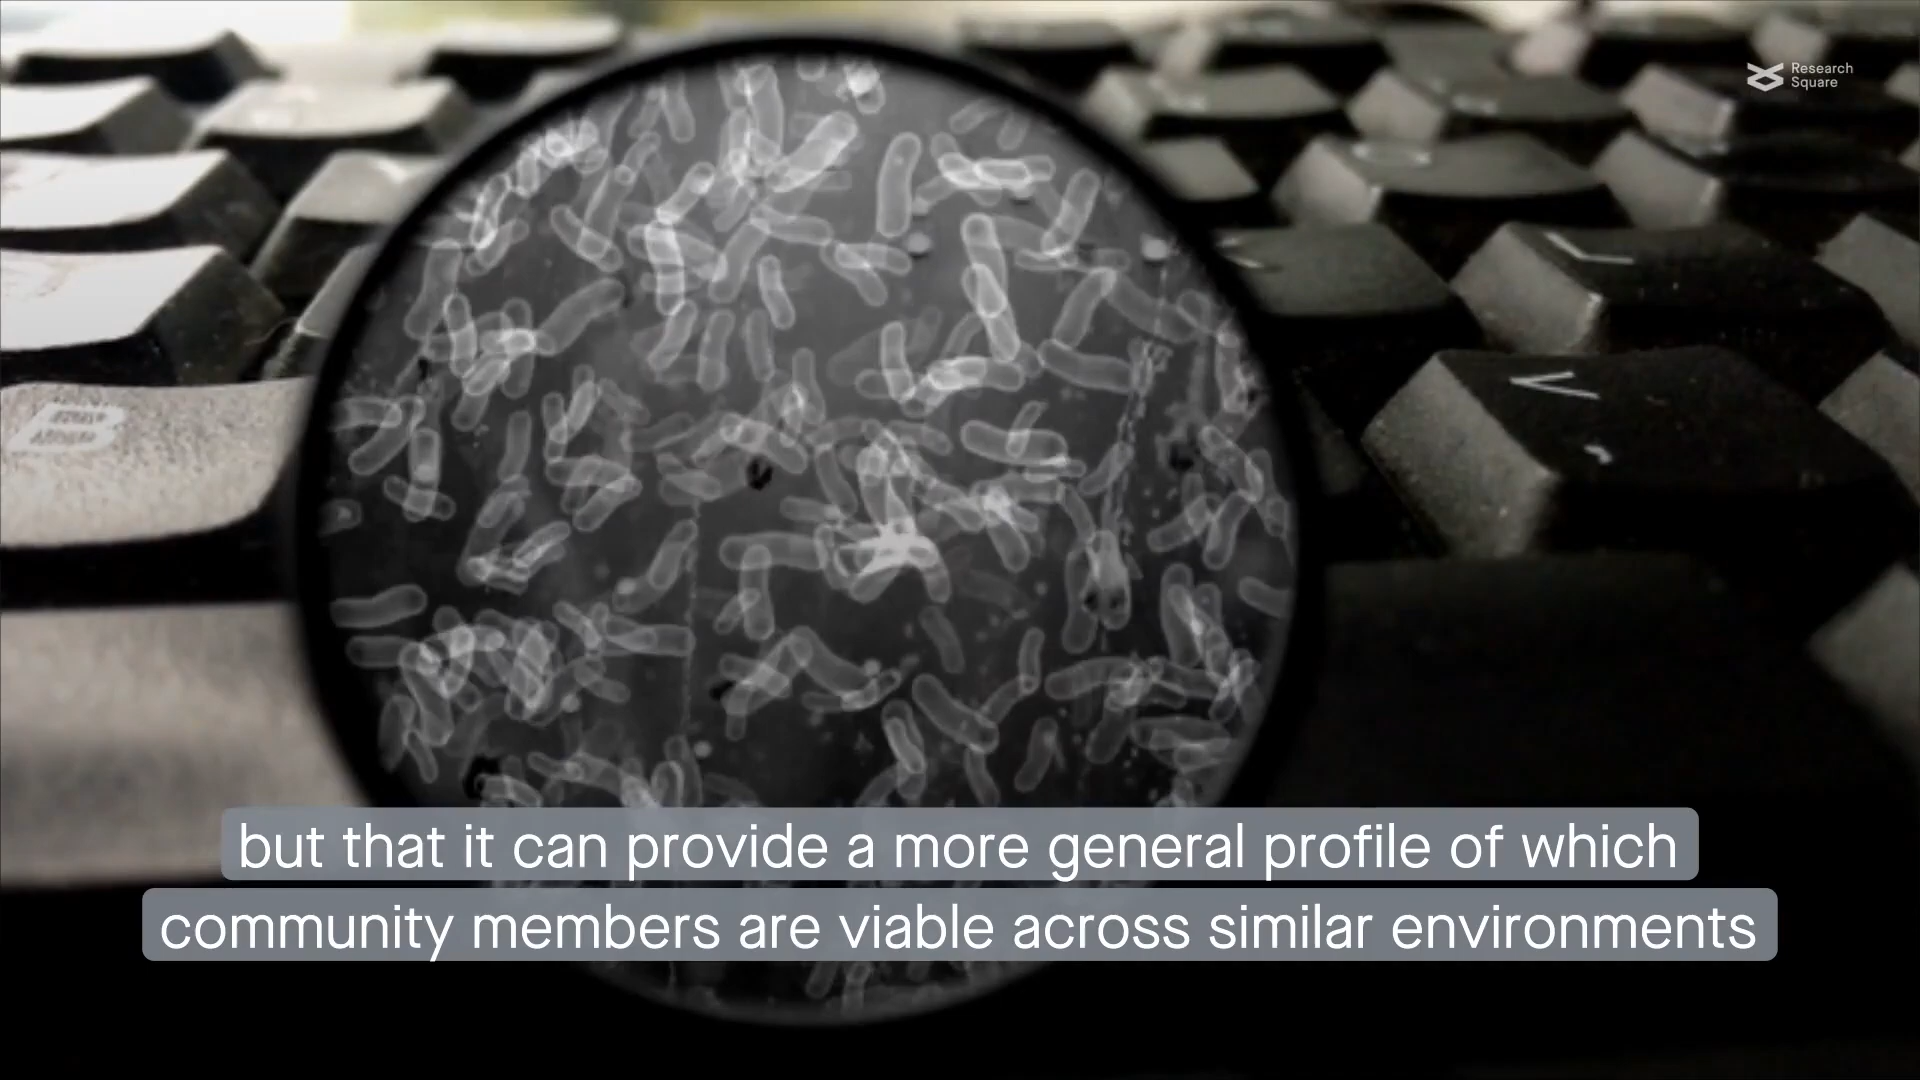 Research
Square
but that it can provide a more general profile of which
community members are viable across similar environments